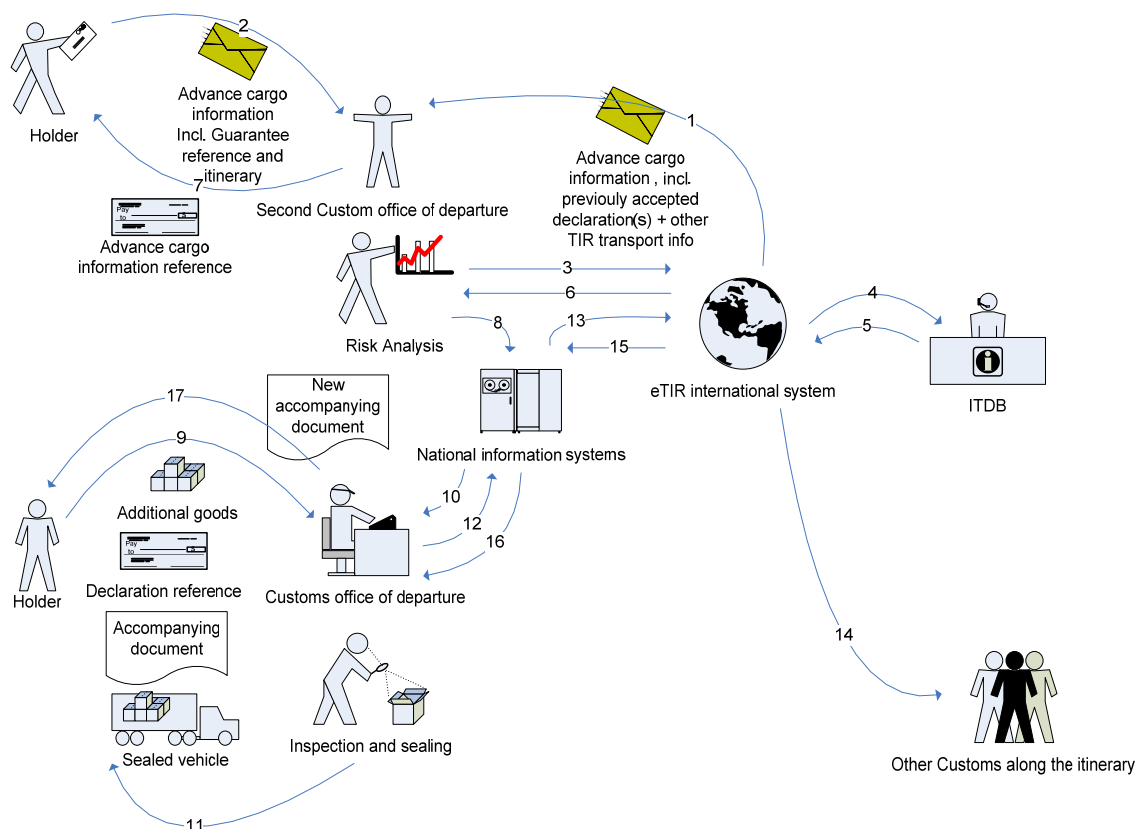 2
Advance cargo
information
Incl. Guarantee
reference and
itinerary
Holder
7
Pay
to
$
Advance cargo
information reference
Second Custom office of departure
1
Advance cargo
information , incl.
previouly accepted
declaration(s) + other
TIR transport info
3
6
8
13
15
Risk Analysis
4
5
eTIR international system
i
ITDB
17
New
accompanying
document
9
National information systems
10
12
16
Additional goods
Pay
to
$
Holder
Declaration reference
Customs office of departure
Accompanying
document
14
Sealed vehicle
Inspection and sealing
11
Other Customs along the itinerary